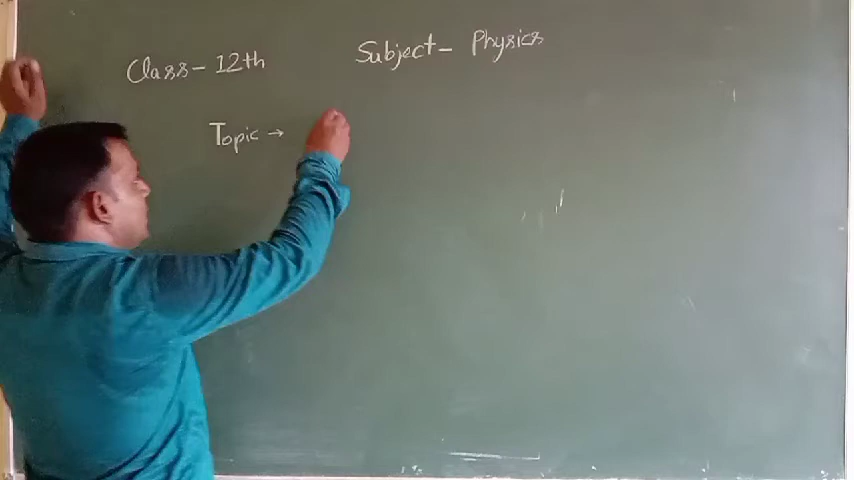 Class- 12th Subject- Physics
Topic →